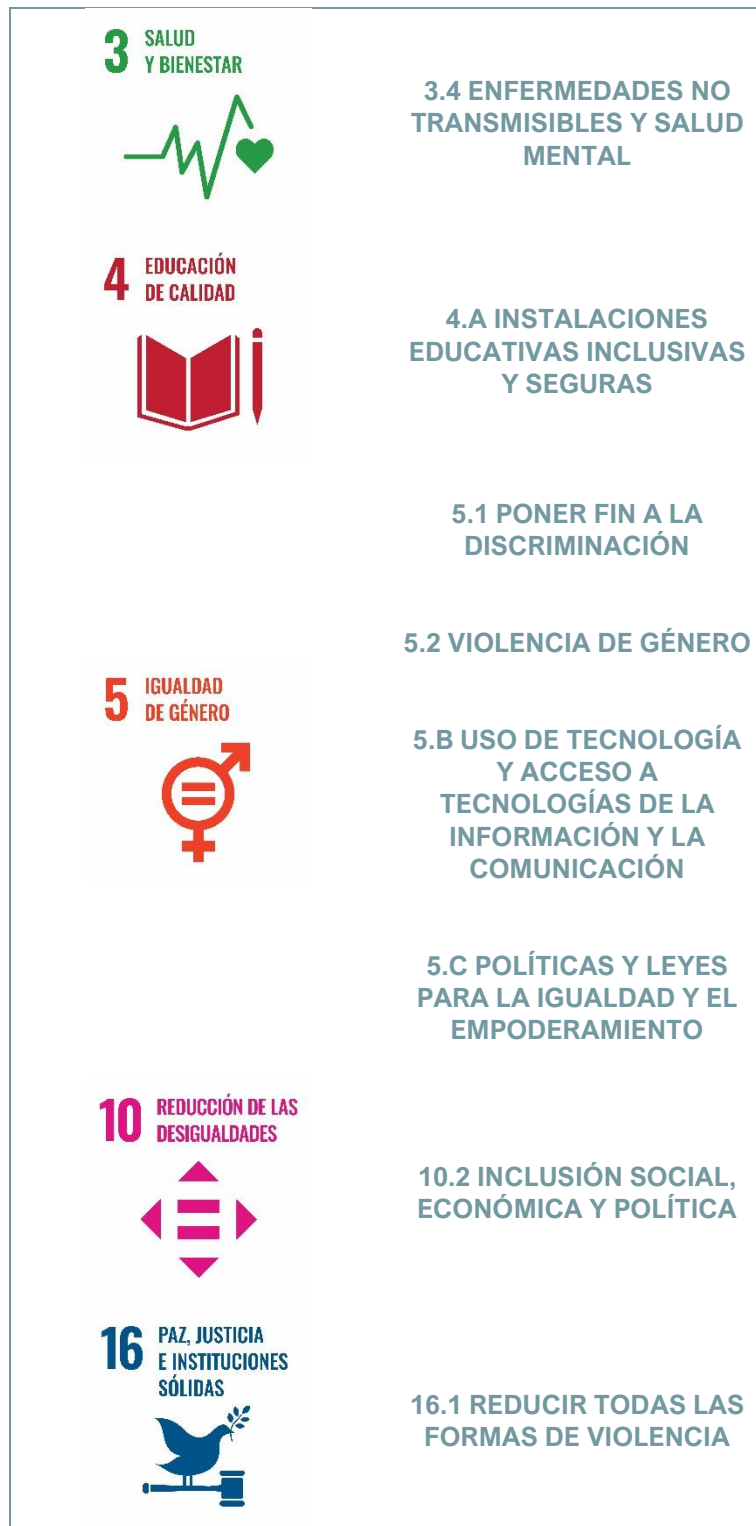 3 SALUD
Y BIENESTAR
3.4 ENFERMEDADES NO
TRANSMISIBLES Y SALUD
MENTAL
4 EDUCACIÓN
DE CALIDAD
4.A INSTALACIONES
EDUCATIVAS INCLUSIVAS
Y SEGURAS
5 IGUALDAD
DE GÉNERO
5.1 PONER FIN A LA
DISCRIMINACIÓN
5.2 VIOLENCIA DE GÉNERO
5.B USO DE TECNOLOGÍA
Y ACCESO A
TECNOLOGÍAS DE LA
INFORMACIÓN Y LA
COMUNICACIÓN
5.C POLÍTICAS Y LEYES
PARA LA IGUALDAD Y EL
EMPODERAMIENTO
10 REDUCCIÓN DE LAS
DESIGUALDADES
10.2 INCLUSIÓN SOCIAL,
ECONÓMICA Y POLÍTICA
16 PAZ, JUSTICIA
E INSTITUCIONES
SÓLIDAS
16.1 REDUCIR TODAS LAS
FORMAS DE VIOLENCIA